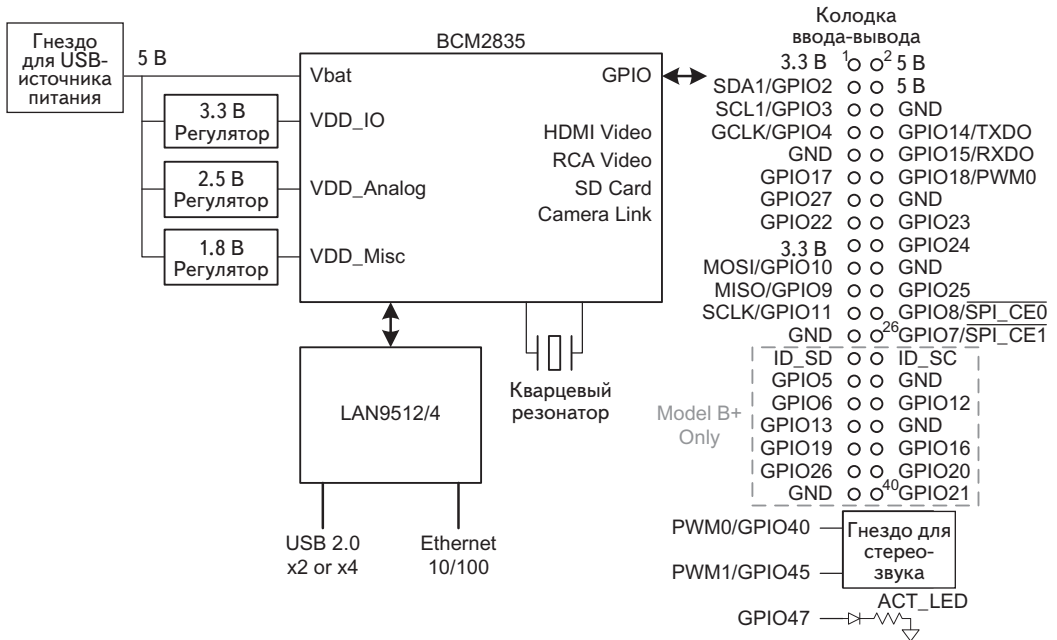 Гнездо
для USB-
источника
питания
5 В
3.3 В
Регулятор
2.5 В
Регулятор
1.8 В
Регулятор
BCM2835
Vbat
VDD_IO
VDD_Analog
VDD_Misc
GPIO
HDMI Video
RCA Video
SD Card
Camera Link
LAN9512/4
USB 2.0
x2 or x4
Ethernet
10/100
Кварцевый
резонатор
Колодка
ввода-вывода
3.3 В 1 2 5 В
SDA1/GPIO2 5 В
SCL1/GPIO3 GND
GCLK/GPIO4 GPIO14/TXDO
GND GPIO15/RXDO
GPIO17 GPIO18/PWM0
GPIO27 GND
GPIO22 GPIO23
3.3 В GPIO24
MOSI/GPIO10 GND
MISO/GPIO9 GPIO25
SCLK/GPIO11 GPIO8/SPI_CE0
GND 26 GPIO7/SPI_CE1
Model B+
Only
ID_SD ID_SC
GPIO5 GND
GPIO6 GPIO12
GPIO13 GND
GPIO19 GPIO16
GPIO26 GPIO20
GND 40 GPIO21
PWM0/GPIO40
PWM1/GPIO45
Гнездо для
стерео-
звука
GPIO47
ACT_LED